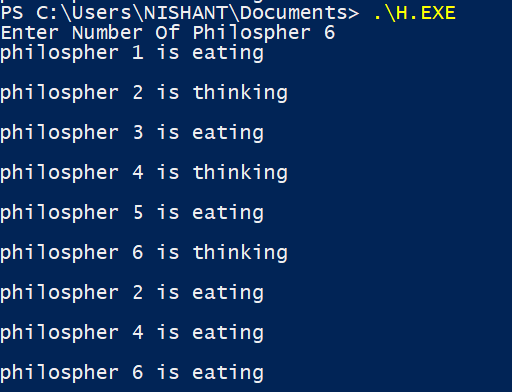 PS C:\Users\NISHANT\Documents> .\H.EXE
Enter Number Of Philospher 6
philospher 1 is eating
philospher 2 is thinking
philospher 3 is eating
philospher 4 is thinking
philospher 5 is eating
philospher 6 is thinking
philospher 2 is eating
philospher 4 is eating
philospher 6 is eating